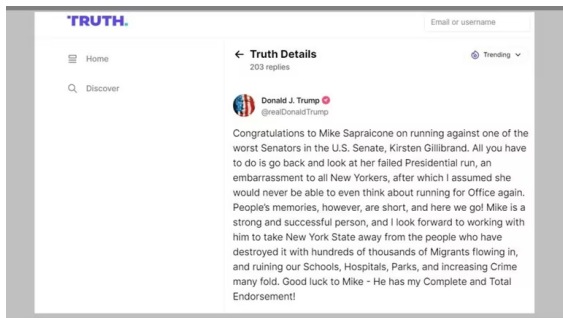 TRUTH.
Email or username
Home
Discover
← Truth Details
203 replies
Trending
Donald J. Trump
@realDonaldTrump
Congratulations to Mike Sapraicone on running against one of the
worst Senators in the U.S. Senate, Kirsten Gillibrand. All you have
to do is go back and look at her failed Presidential run, an
embarrassment to all New Yorkers, after which I assumed she
would never be able to even think about running for Office again.
People's memories, however, are short, and here we go! Mike is a
strong and successful person, and I look forward to working with
him to take New York State away from the people who have
destroyed it with hundreds of thousands of Migrants flowing in,
and ruining our Schools, Hospitals, Parks, and increasing Crime
many fold. Good luck to Mike - He has my Complete and Total
Endorsement!